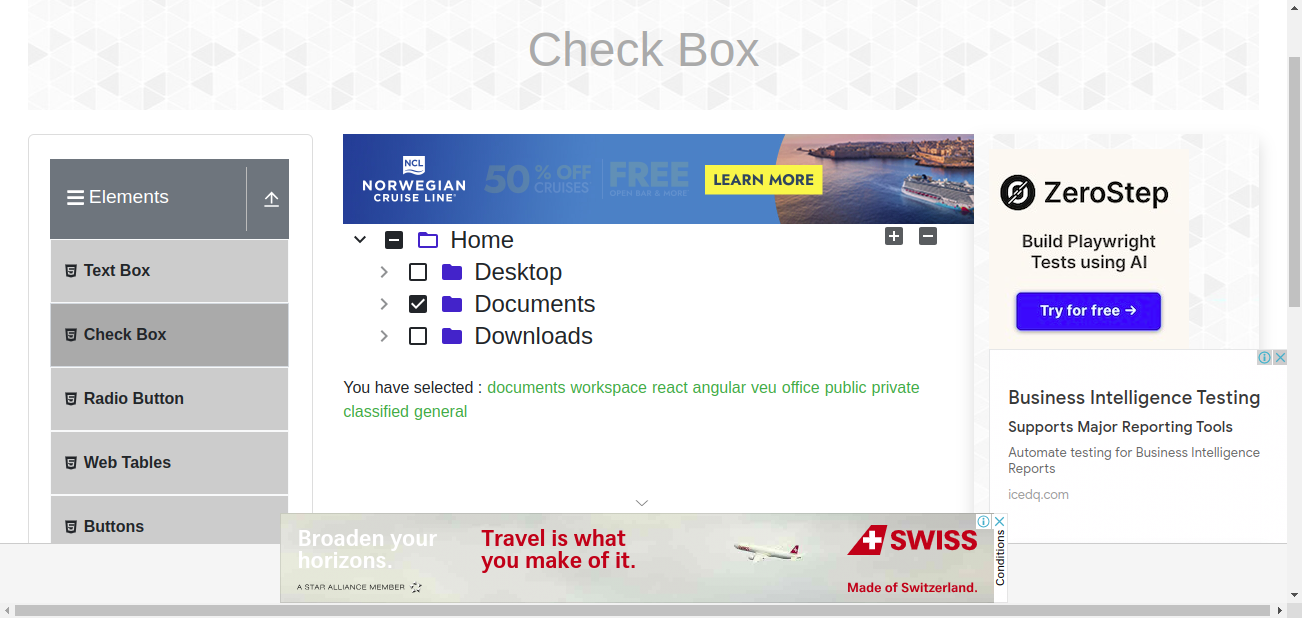 Check Box
Elements
Text Box
Check Box
Radio Button
Web Tables
Buttons
NCL
NORWEGIAN
CRUISE LINE®
50% OFF
CRUISES
FREE
OPEN BAR & MORE
LEARN MORE
Home
Desktop
Documents
Downloads
You have selected : documents workspace react angular veu office public private
classified general
ZeroStep
Build Playwright
Tests using AI
Try for free →
Business Intelligence Testing
Supports Major Reporting Tools
Automate testing for Business Intelligence
Reports
icedq.com
Broaden your
horizons.
A STAR ALLIANCE MEMBER
Travel is what
you make of it.
SWISS
Made of Switzerland.
Conditions